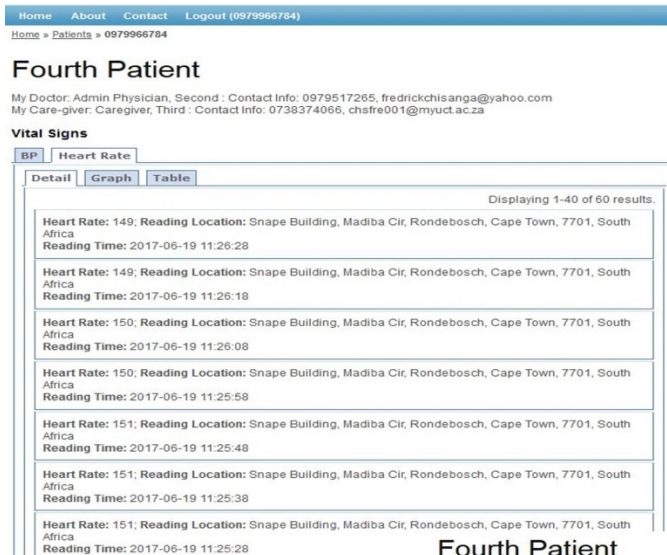 Home About Contact Logout (0979966784)
Home » Patients » 0979966784
Fourth Patient
My Doctor: Admin Physician, Second : Contact Info: 0979517265, fredrickchisanga@yahoo.com
My Care-giver: Caregiver, Third : Contact Info: 0738374066, chsfre001@myuct.ac.za
Vital Signs
BP Heart Rate
Detail Graph Table
Displaying 1-40 of 60 results.
Heart Rate: 149; Reading Location: Snape Building, Madiba Cir, Rondebosch, Cape Town, 7701, South
Africa
Reading Time: 2017-06-19 11:26:28
Heart Rate: 149; Reading Location: Snape Building, Madiba Cir, Rondebosch, Cape Town, 7701, South
Africa
Reading Time: 2017-06-19 11:26:18
Heart Rate: 150; Reading Location: Snape Building, Madiba Cir, Rondebosch, Cape Town, 7701, South
Africa
Reading Time: 2017-06-19 11:26:08
Heart Rate: 150; Reading Location: Snape Building, Madiba Cir, Rondebosch, Cape Town, 7701, South
Africa
Reading Time: 2017-06-19 11:25:58
Heart Rate: 151; Reading Location: Snape Building, Madiba Cir, Rondebosch, Cape Town, 7701, South
Africa
Reading Time: 2017-06-19 11:25:48
Heart Rate: 151; Reading Location: Snape Building, Madiba Cir, Rondebosch, Cape Town, 7701, South
Africa
Reading Time: 2017-06-19 11:25:38
Heart Rate: 151; Reading Location: Snape Building, Madiba Cir, Rondebosch, Cape Town, 7701, South
Africa
Reading Time: 2017-06-19 11:25:28
Fourth Patient